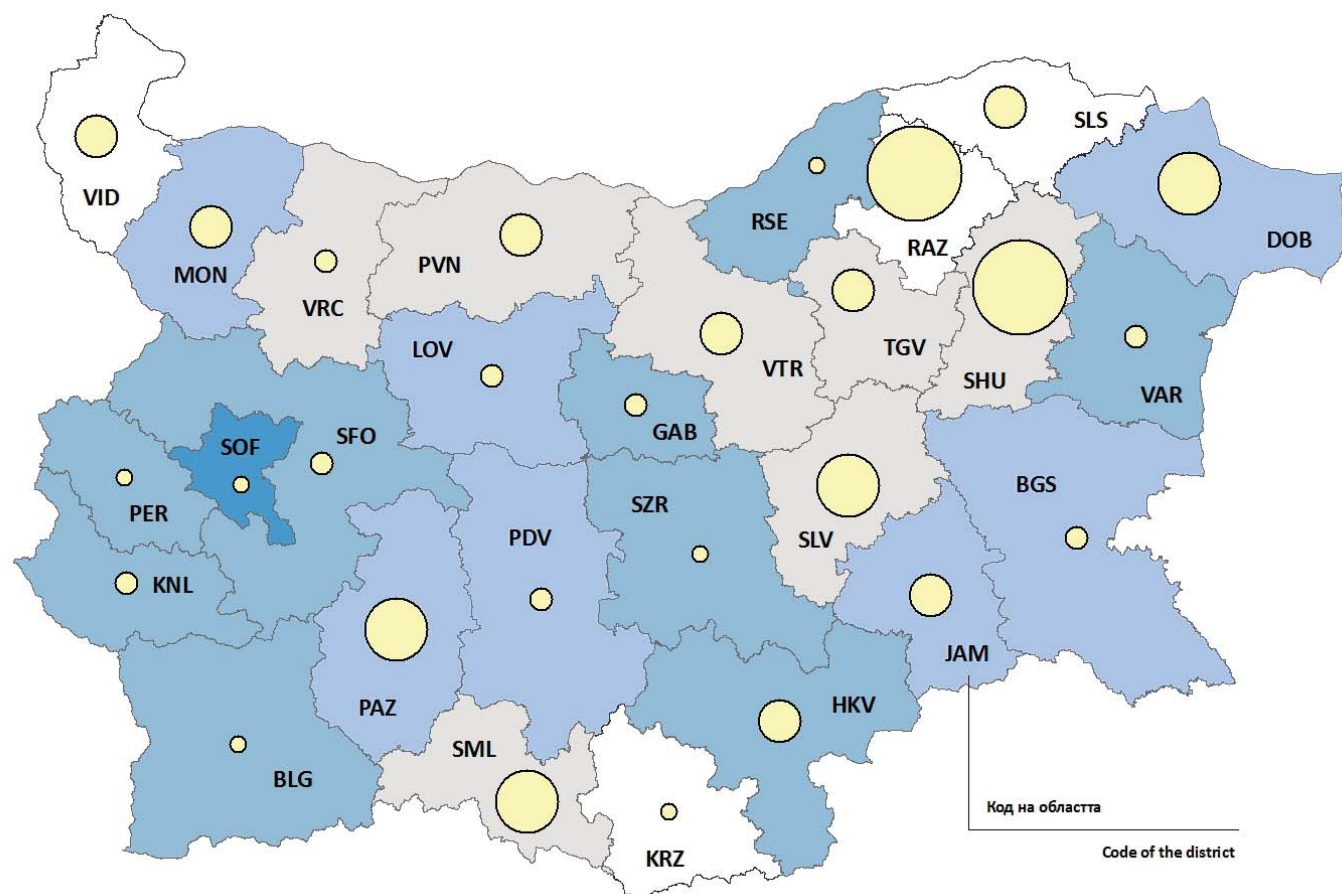 SLS
VID
RSE
RAZ
DOB
MON
PVN
VRC
LOV
VTR
TGV
SHU
VAR
GAB
SOF
SFO
BGS
SZR
PER
PDV
SLV
KNL
JAM
PAZ
HKV
SML
BLG
KRZ
Код на областта
Code of the district